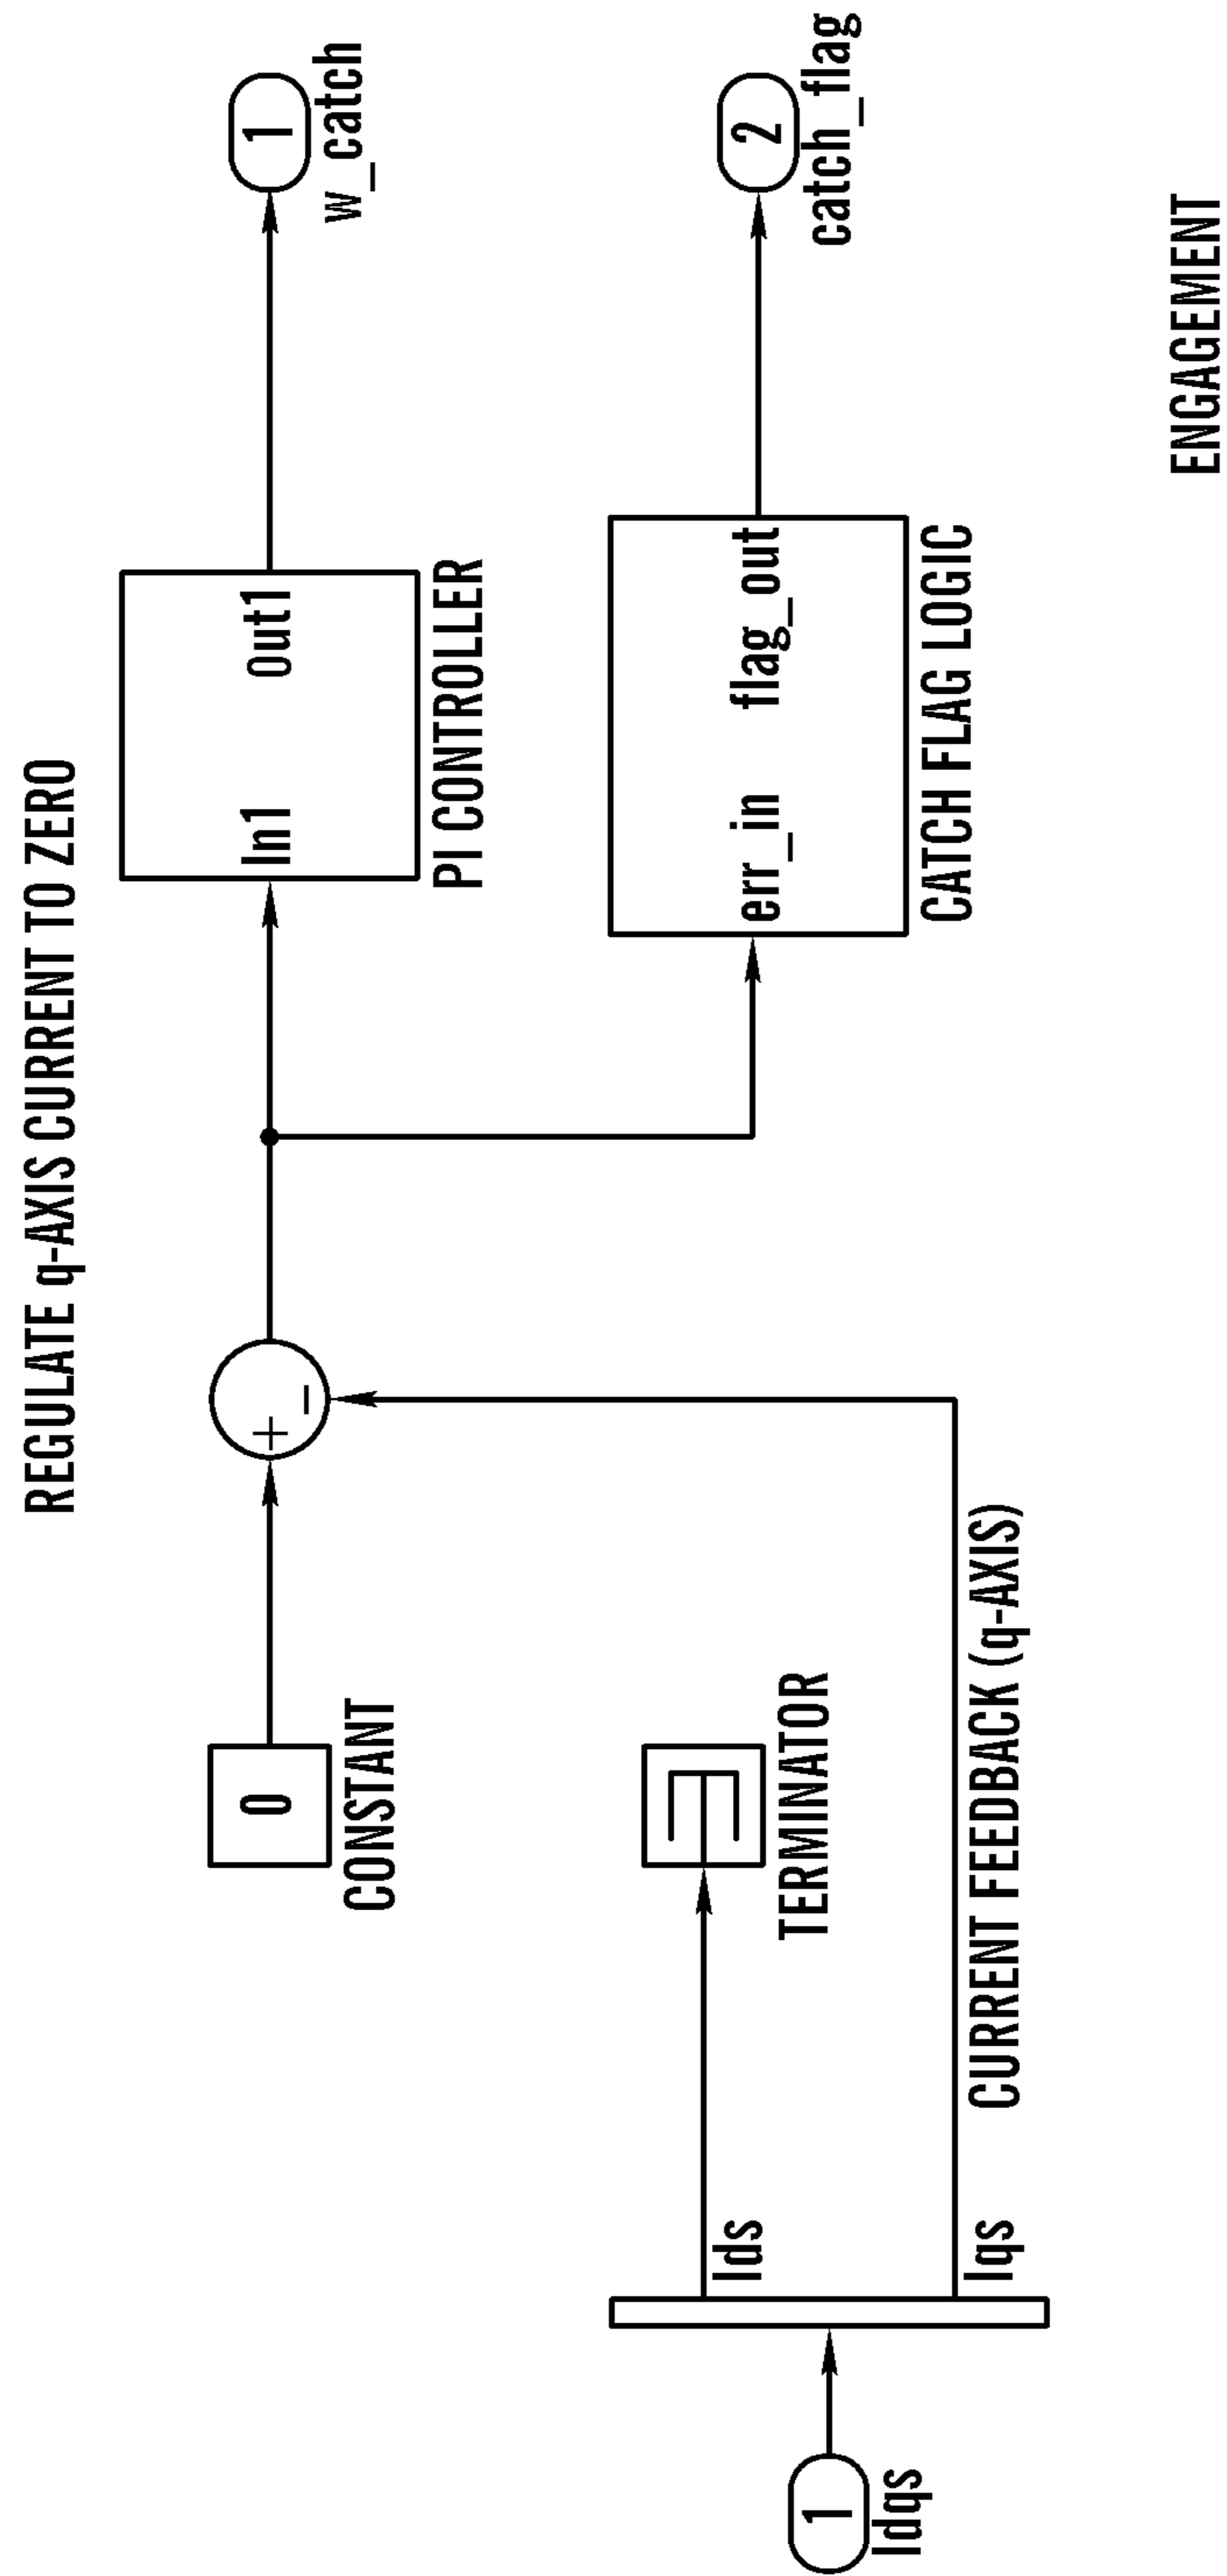 REGULATE q-AXIS CURRENT TO ZERO
0
CONSTANT
+
−
In1 out1
PI CONTROLLER
1
w_catch
Ids
TERMINATOR
err_in flag_out
CATCH FLAG LOGIC
2
catch_flag
1
Idqs
Iqs
CURRENT FEEDBACK (q-AXIS)
ENGAGEMENT